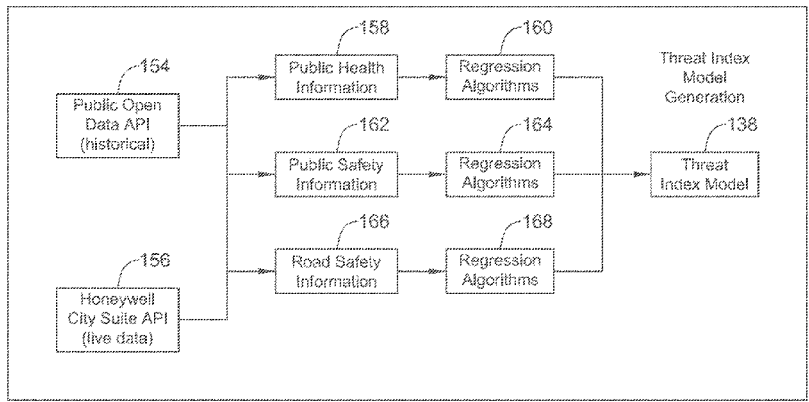 154
Public Open
Data API
(historical)
156
Honeywell
City Suite API
(live data)
158
Public Health
Information
160
Regression
Algorithms
162
Public Safety
Information
164
Regression
Algorithms
166
Road Safety
Information
168
Regression
Algorithms
Threat Index
Model
Generation
138
Threat
Index Model